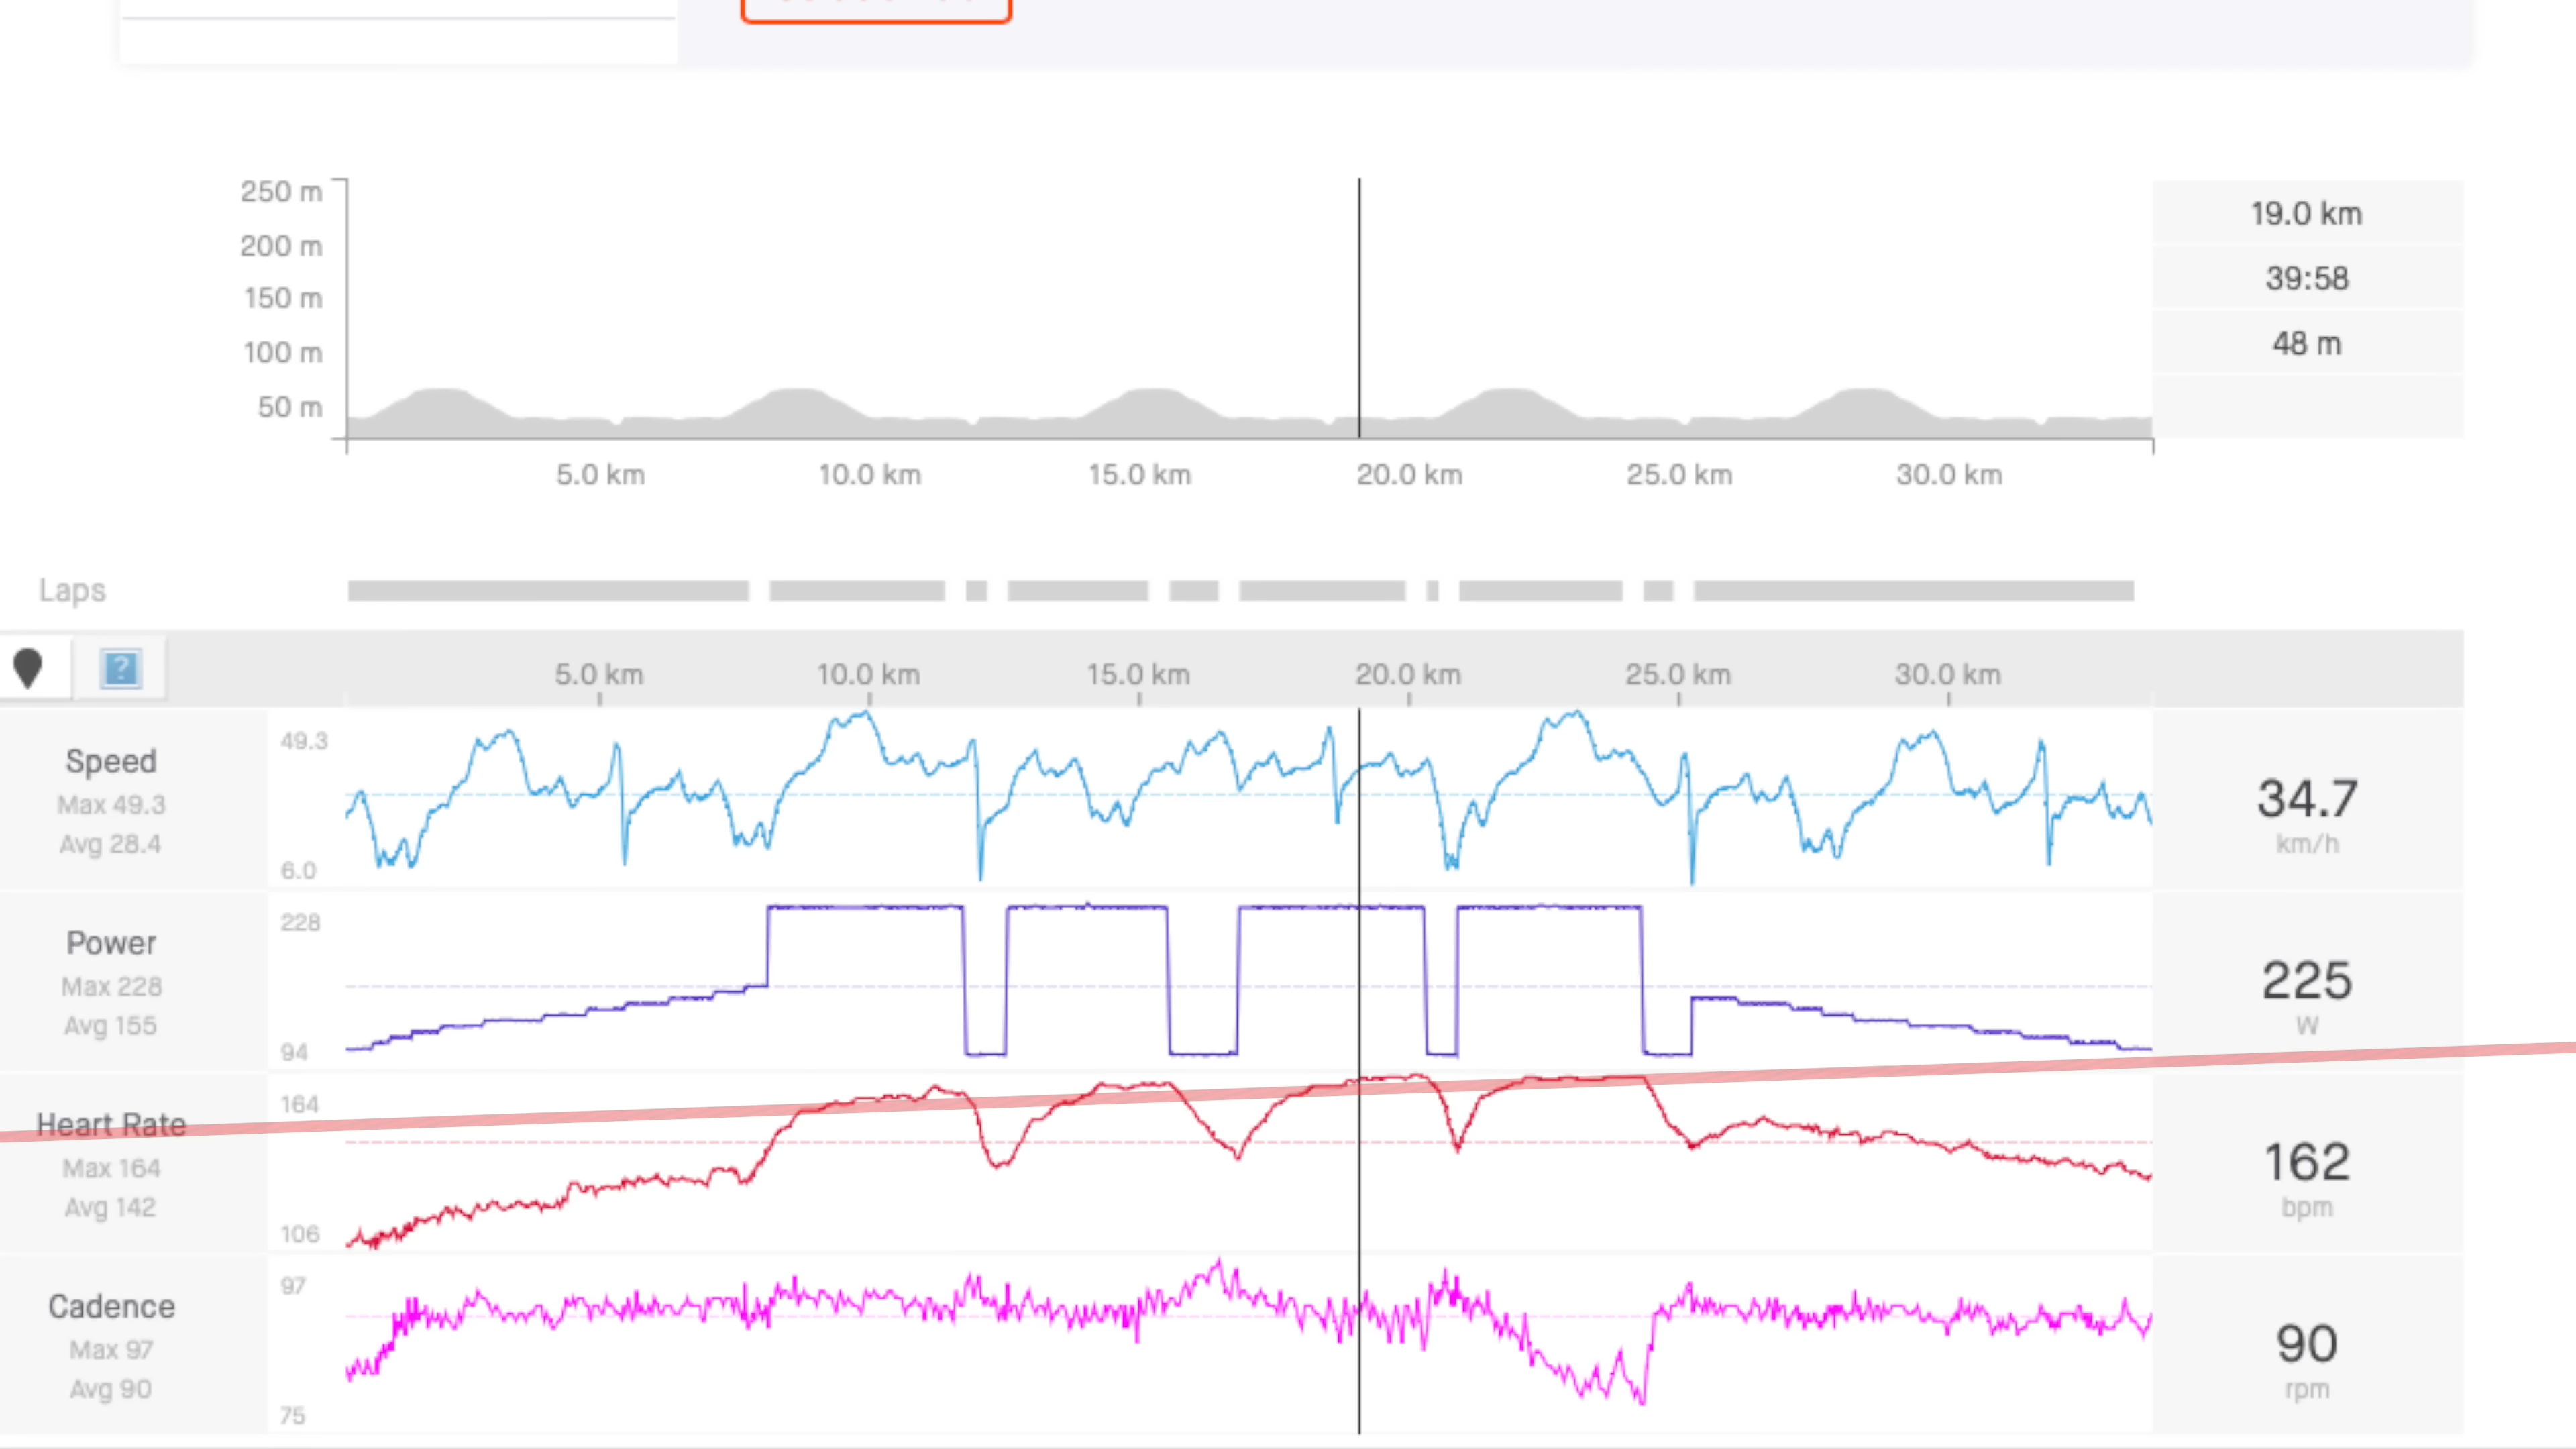 250 m
200 m
150 m
100 m
50 m
19.0 km
39:58
48 m
5.0 km 10.0 km 15.0 km 20.0 km 25.0 km 30.0 km
Laps
?
5.0 km 10.0 km 15.0 km 20.0 km 25.0 km 30.0 km
Speed
Max 49.3
Avg 28.4
49.3
6.0
34.7
km/h
Power
Max 228
Avg 155
228
94
225
W
Heart Rate
Max 164
Avg 142
164
106
162
bpm
Cadence
Max 97
Avg 90
97
75
90
rpm